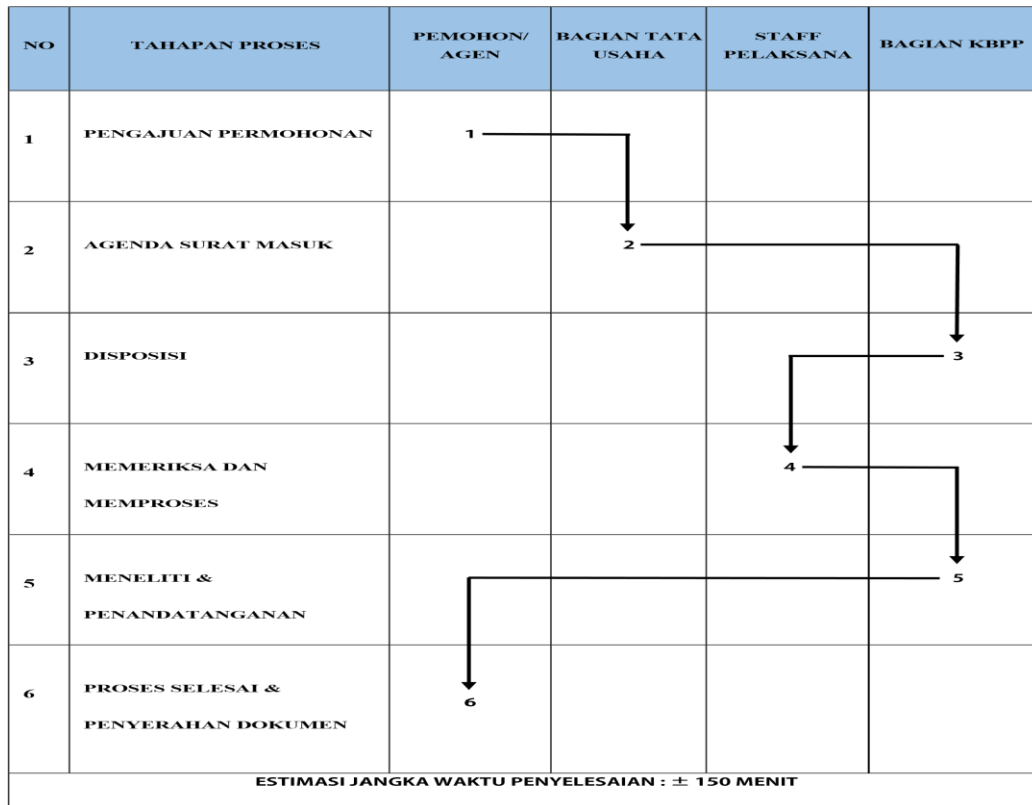 NO
TAHAPAN PROSES
PEMOHON/
AGEN
BAGIAN TATA
USAHA
STAFF
PELAKSANA
BAGIAN KBPP
1
PENGAJUAN PERMOHONAN
1
2
AGENDA SURAT MASUK
2
3
DISPOSISI
3
4
MEMERIKSA DAN
MEMPROSES
4
5
MENELITI &
PENANDATANGANAN
5
6
PROSES SELESAI &
PENYERAHAN DOKUMEN
6
ESTIMASI JANGKA WAKTU PENYELESAIAN : ± 150 MENIT